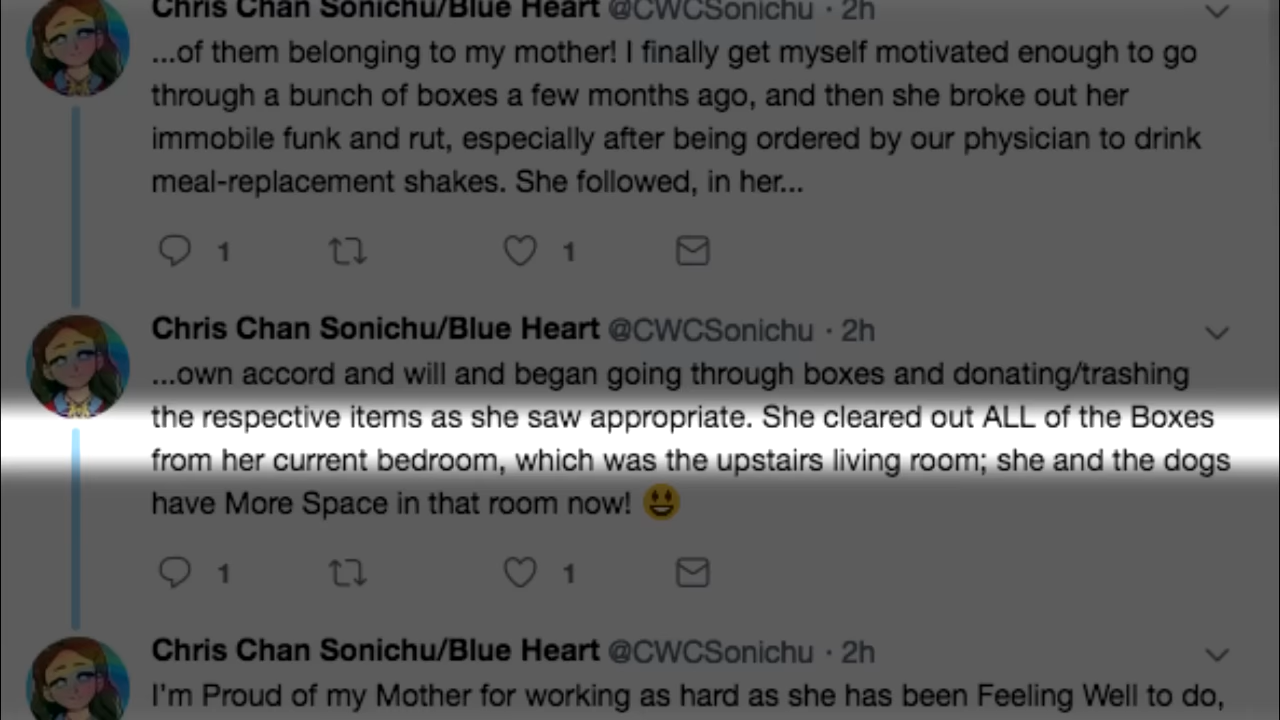 Chris Chan Sonichu/Blue Heart @CWCSonichu · 2h
...of them belonging to my mother! I finally get myself motivated enough to go
through a bunch of boxes a few months ago, and then she broke out her
immobile funk and rut, especially after being ordered by our physician to drink
meal-replacement shakes. She followed, in her...
1 1
Chris Chan Sonichu/Blue Heart @CWCSonichu · 2h
...own accord and will and began going through boxes and donating/trashing
the respective items as she saw appropriate. She cleared out ALL of the Boxes
from her current bedroom, which was the upstairs living room; she and the dogs
have More Space in that room now! 😃
1 1
Chris Chan Sonichu/Blue Heart @CWCSonichu · 2h
I'm Proud of my Mother for working as hard as she has been Feeling Well to do,